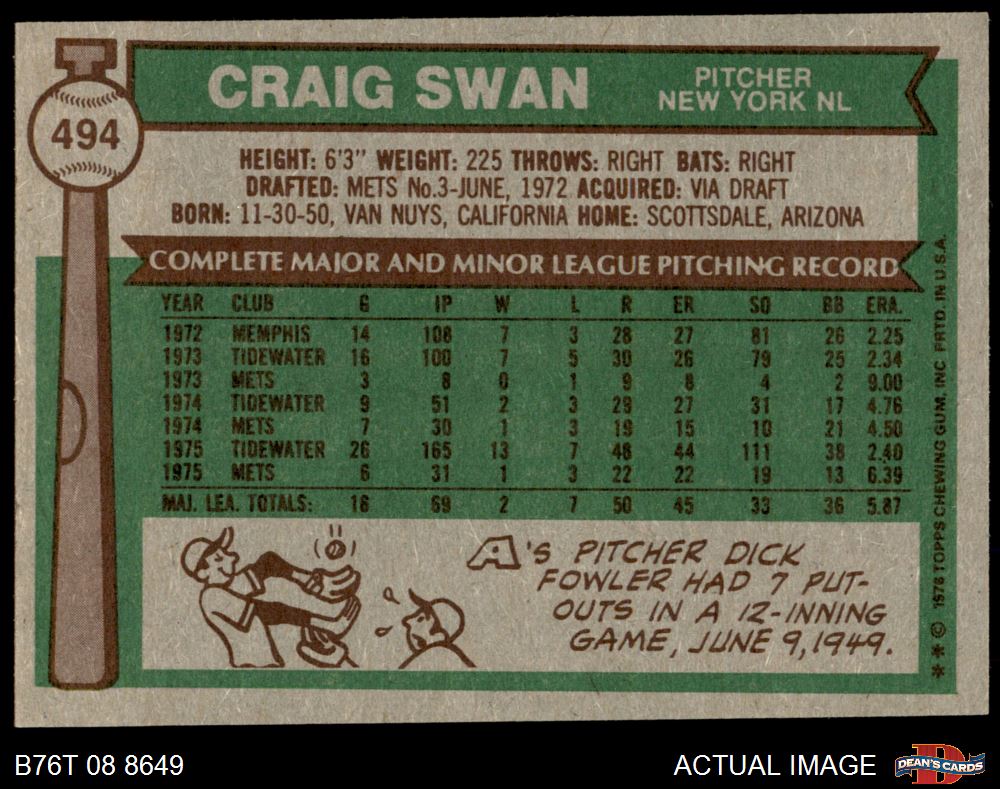 CRAIG SWAN
PITCHER
NEW YORK NL
494
HEIGHT: 6'3" WEIGHT: 225 THROWS: RIGHT BATS: RIGHT
DRAFTED: METS No.3-JUNE, 1972 ACQUIRED: VIA DRAFT
BORN: 11-30-50, VAN NUYS, CALIFORNIA HOME: SCOTTSDALE, ARIZONA
COMPLETE MAJOR AND MINOR LEAGUE PITCHING RECORD
YEAR CLUB G IP W L R ER SO BB ERA.
1972 MEMPHIS 14 108 7 3 28 27 81 26 2.25
1973 TIDEWATER 16 100 7 5 30 26 79 25 2.34
1973 METS 3 8 0 1 9 8 4 2 9.00
1974 TIDEWATER 9 51 2 3 29 27 31 17 4.76
1974 METS 7 30 1 3 19 15 10 21 4.50
1975 TIDEWATER 26 165 13 7 48 44 111 38 2.40
1975 METS 6 31 1 3 22 22 19 13 6.39
MAJ. LEA. TOTALS: 16 69 2 7 50 45 33 36 5.87
A'S PITCHER DICK
FOWLER HAD 7 PUT-
OUTS IN A 12-INNING
GAME, JUNE 9, 1949.
* * © 1976 TOPPS CHEWING GUM, INC. PRTD. IN U.S.A.
B76T 08 8649
ACTUAL IMAGE
D
DEAN'S CARDS